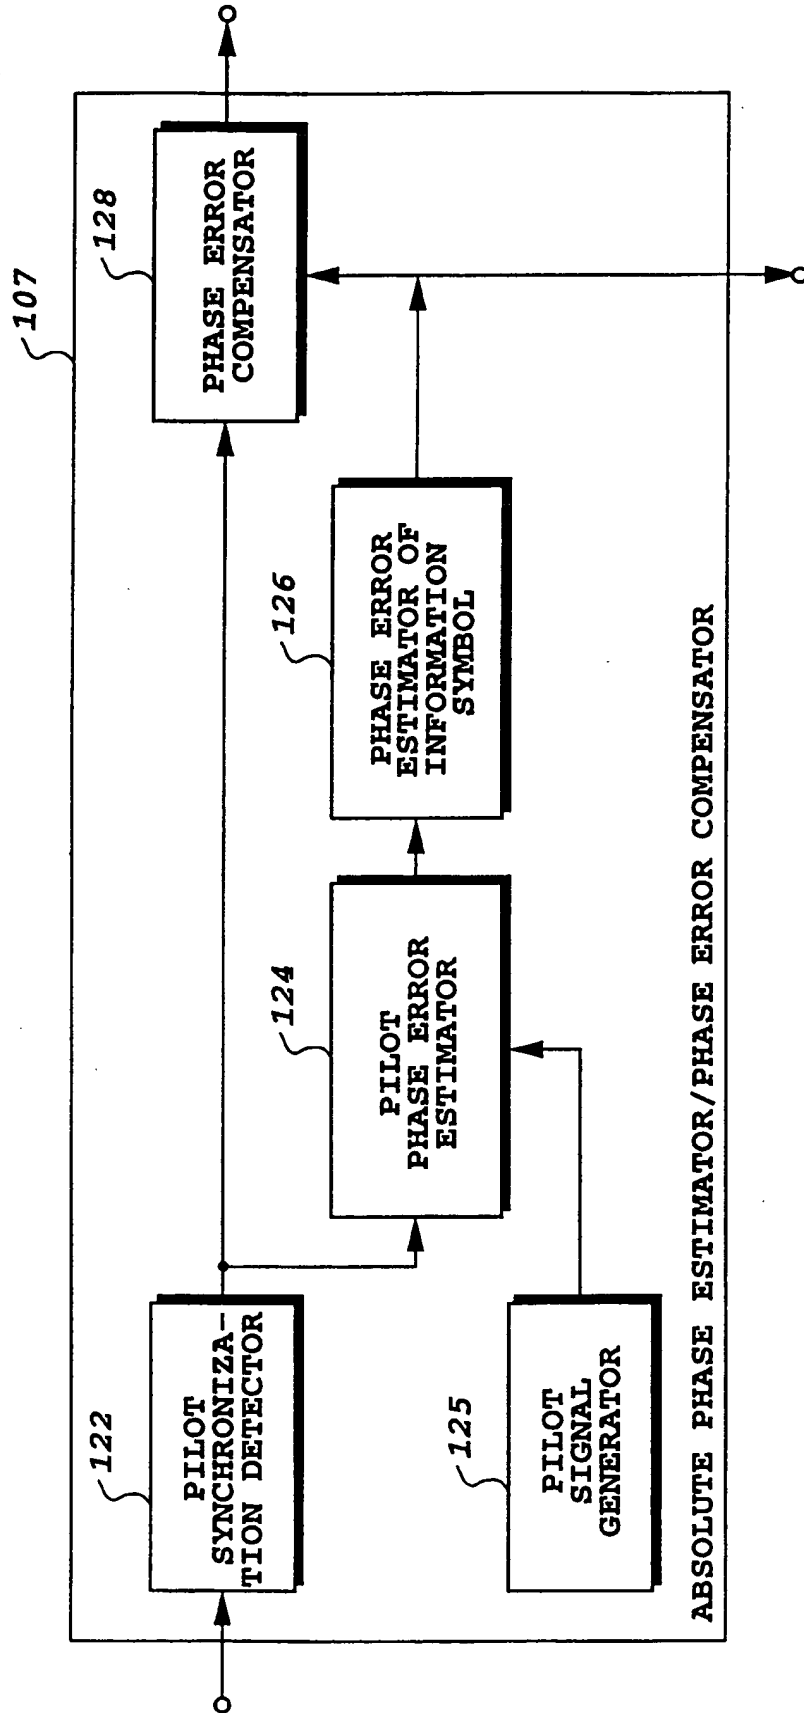 107
122
PILOT
SYNCHRONIZA-
TION DETECTOR
128
PHASE ERROR
COMPENSATOR
124
PILOT
PHASE ERROR
ESTIMATOR
126
PHASE ERROR
ESTIMATOR OF
INFORMATION
SYMBOL
125
PILOT
SIGNAL
GENERATOR
ABSOLUTE PHASE ESTIMATOR/PHASE ERROR COMPENSATOR